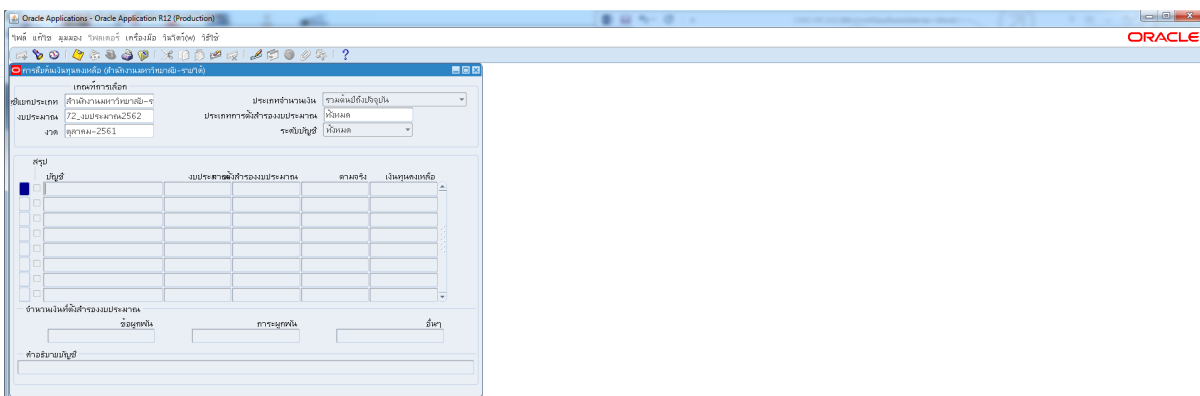 Oracle Applications - Oracle Application R12 (Production)
แก้ไข มุมมอง โฟลเดอร์ เครื่องมือ วินโดว์(w) วิธีใช้
ORACLE
การสืบค้นเงินทุนคงเหลือ (สำนักงานมหาวิทยาลัย-รายได้)
เกณฑ์การเลือก
สำนักงานมหาวิทยาลัย-ร ประเภทจำนวนเงิน รวมต้นปีถึงปัจจุบัน
งบประมาณ 72_งบประมาณ2562 ประเภทการตั้งสำรองงบประมาณ ทั้งหมด
งวด ตุลาคม-2561 ระดับบัญชี ทั้งหมด
สรุป
บัญชี งบประมาณ ตั้งสำรองงบประมาณ ตามจริง เงินทุนคงเหลือ
จำนวนเงินที่ตั้งสำรองงบประมาณ
ข้อผูกพัน ภาระผูกพัน อื่นๆ
คำอธิบายบัญชี